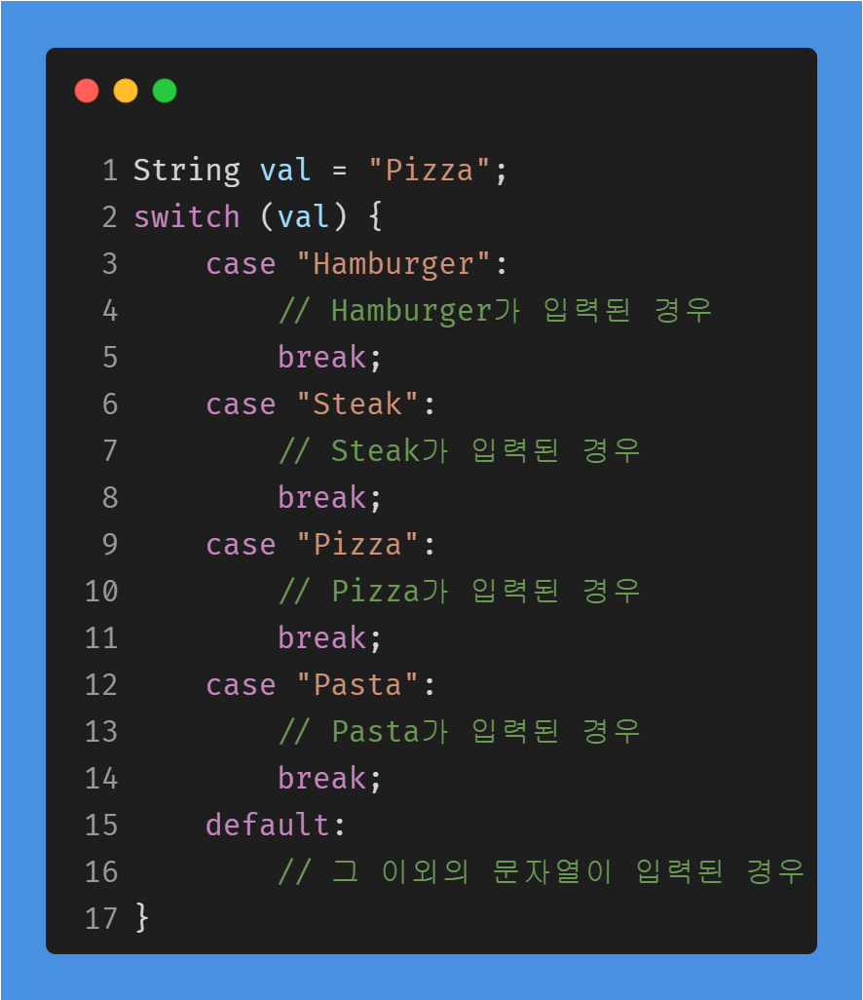 1 String val = "Pizza";
2 switch (val) {
3     case "Hamburger":
4         // Hamburger가 입력된 경우
5         break;
6     case "Steak":
7         // Steak가 입력된 경우
8         break;
9     case "Pizza":
10         // Pizza가 입력된 경우
11         break;
12     case "Pasta":
13         // Pasta가 입력된 경우
14         break;
15     default:
16         // 그 이외의 문자열이 입력된 경우
17 }